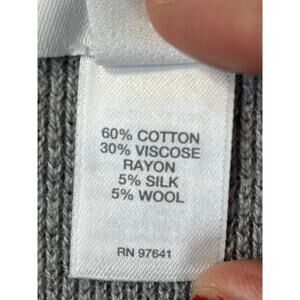 60% COTTON
30% VISCOSE
RAYON
5% SILK
5% WOOL
RN 97641